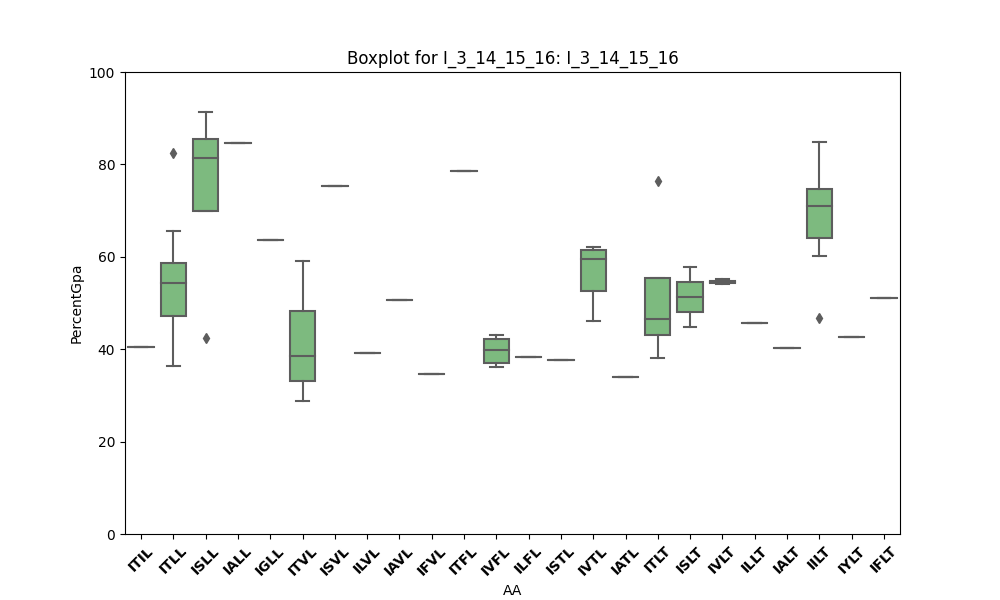 Boxplot for I_3_14_15_16: I_3_14_15_16
100
80
60
40
20
0
PercentGpa
ITIL ITLL ISLL IALL IGLL ITVL ISVL ILVL IAVL IFVL ITFL IVFL ILFL ISTL IVTL IATL ITLT ISLT IVLT ILLT IALT IILT IYLT IFLT
AA